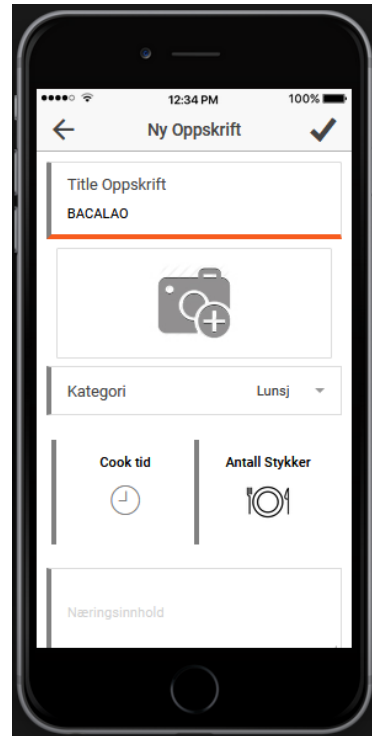 12:34 PM 100%
Ny Oppskrift
Title Oppskrift
BACALAO
Kategori Lunsj
Cook tid Antall Stykker
Næringsinnhold